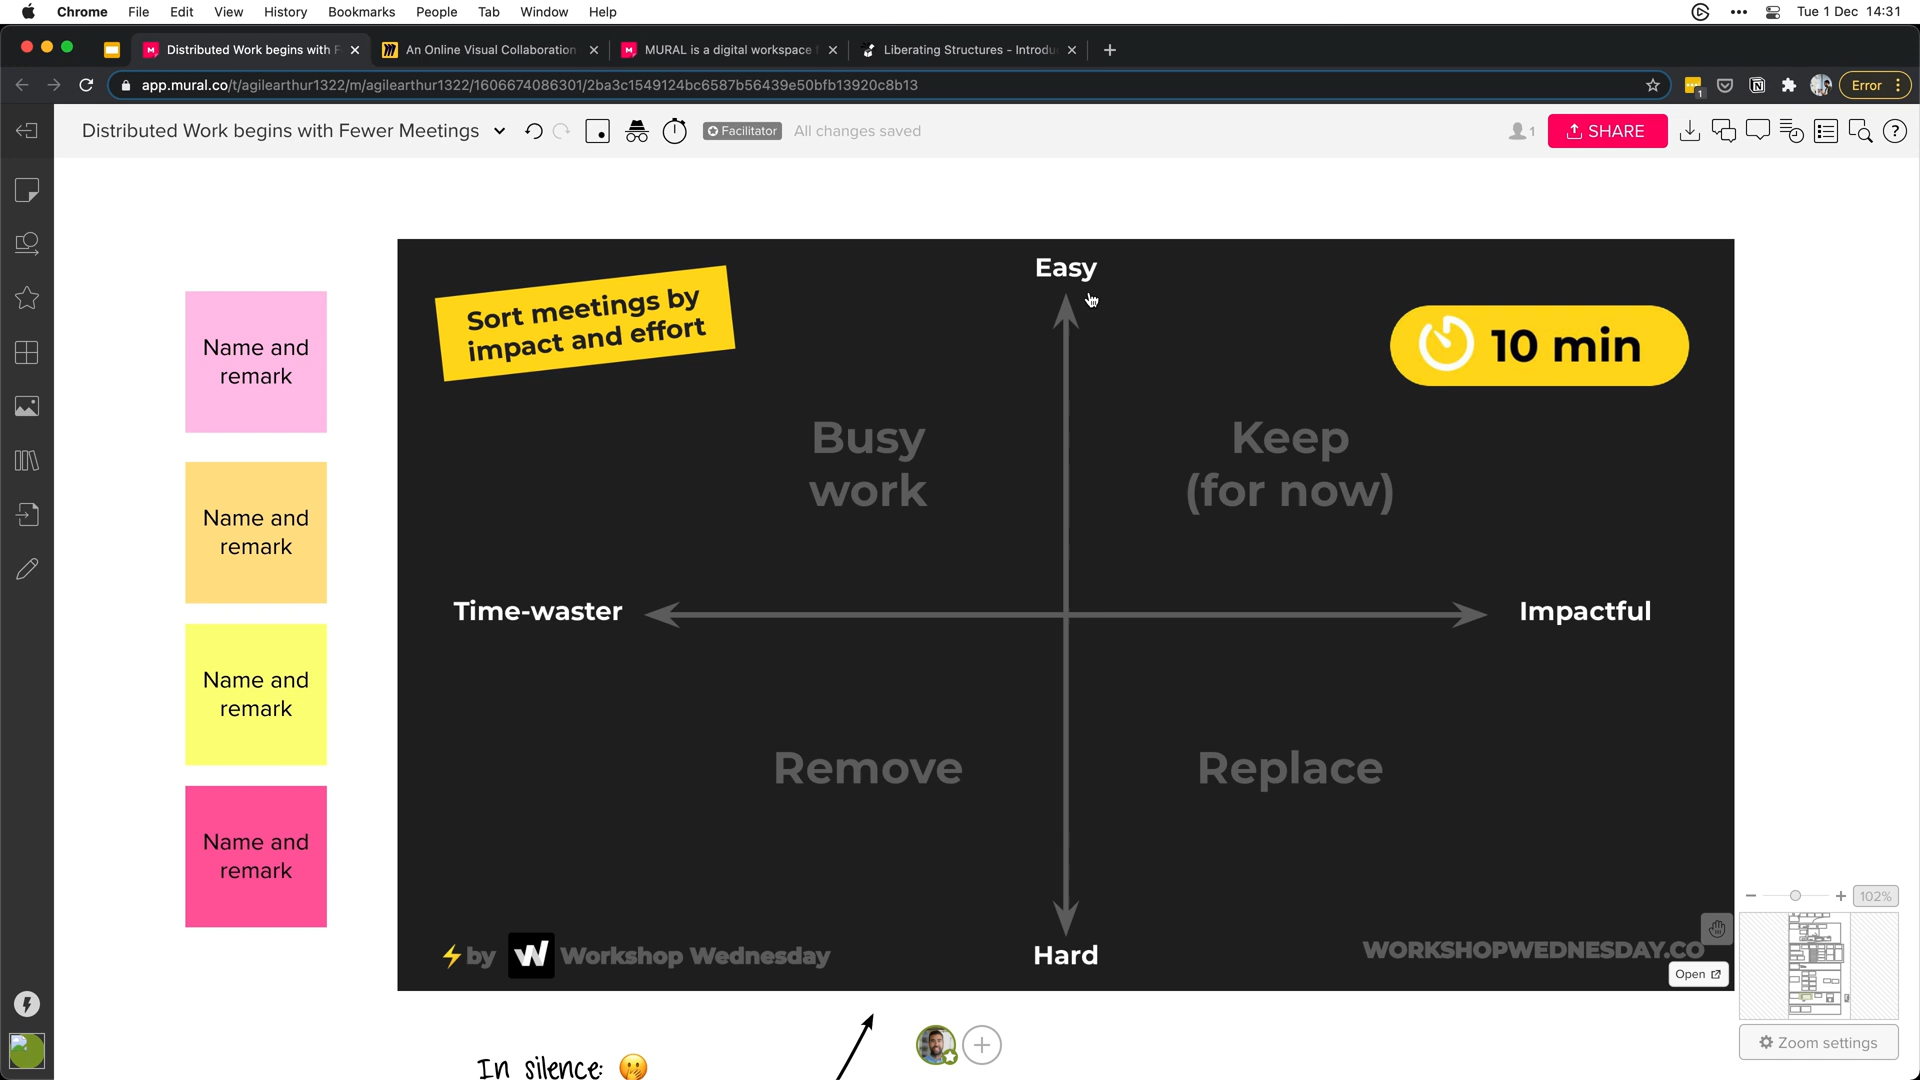 Chrome File Edit View History Bookmarks People Tab Window Help Tue 1 Dec 14:31
Distributed Work begins with F An Online Visual Collaboration MURAL is a digital workspace f Liberating Structures - Introdu
app.mural.co/t/agilearthur1322/m/agilearthur1322/1606674086301/2ba3c1549124bc6587b56439e50bfb13920c8b13 1 Error
Distributed Work begins with Fewer Meetings Facilitator All changes saved 1 SHARE
Easy
Sort meetings by
impact and effort
10 min
Name and
remark
Busy
work
Keep
(for now)
Name and
remark
Time-waster
Impactful
Name and
remark
Remove
Replace
Name and
remark
102%
by W Workshop Wednesday
Hard
WORKSHOPWEDNESDAY.CO
Open
Zoom settings
In silence: